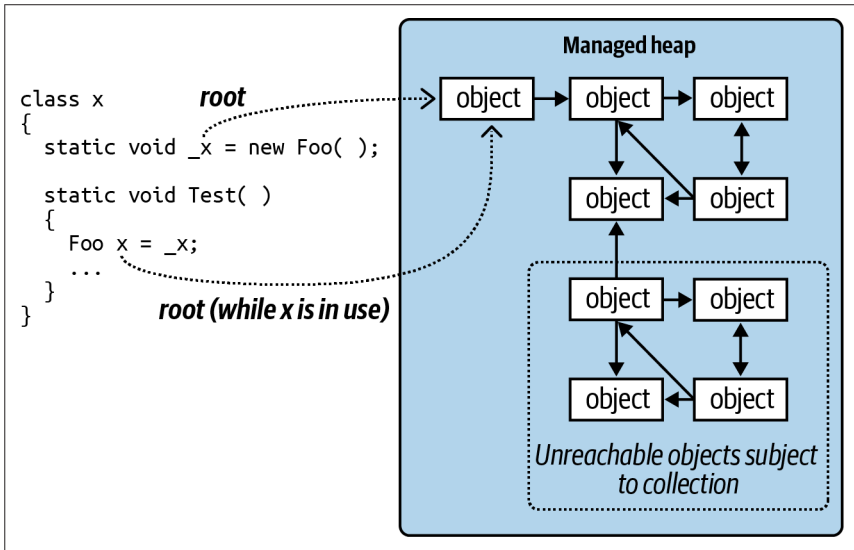 Managed heap
root
class x
{
static void _x = new Foo( );
static void Test( )
{
Foo x = _x;
...
}
}
root (while x is in use)
object object object
object object
object object
object object
Unreachable objects subject
to collection